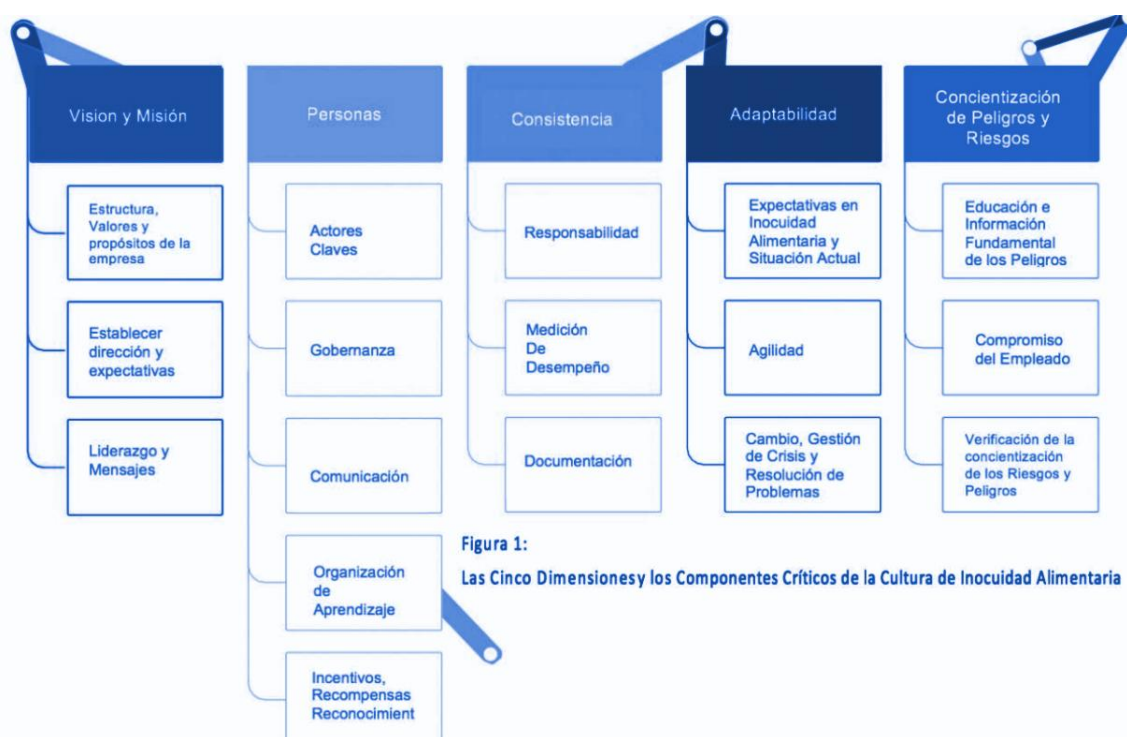 Vision y Misión
Estructura,
Valores y
propósitos de la
empresa
Establecer
dirección y
expectativas
Liderazgo y
Mensajes
Personas
Actores
Claves
Gobernanza
Comunicación
Organización
de
Aprendizaje
Incentivos,
Recompensas
Reconocimient
Consistencia
Responsabilidad
Medición
De
Desempeño
Documentación
Adaptabilidad
Expectativas en
Inocuidad
Alimentaria y
Situación Actual
Agilidad
Cambio, Gestión
de Crisis y
Resolución de
Problemas
Concientización
de Peligros y
Riesgos
Educación e
Información
Fundamental
de los Peligros
Compromiso
del Empleado
Verificación de la
concientización
de los Riesgos y
Peligros
Figura 1:
Las Cinco Dimensiones y los Componentes Críticos de la Cultura de Inocuidad Alimentaria